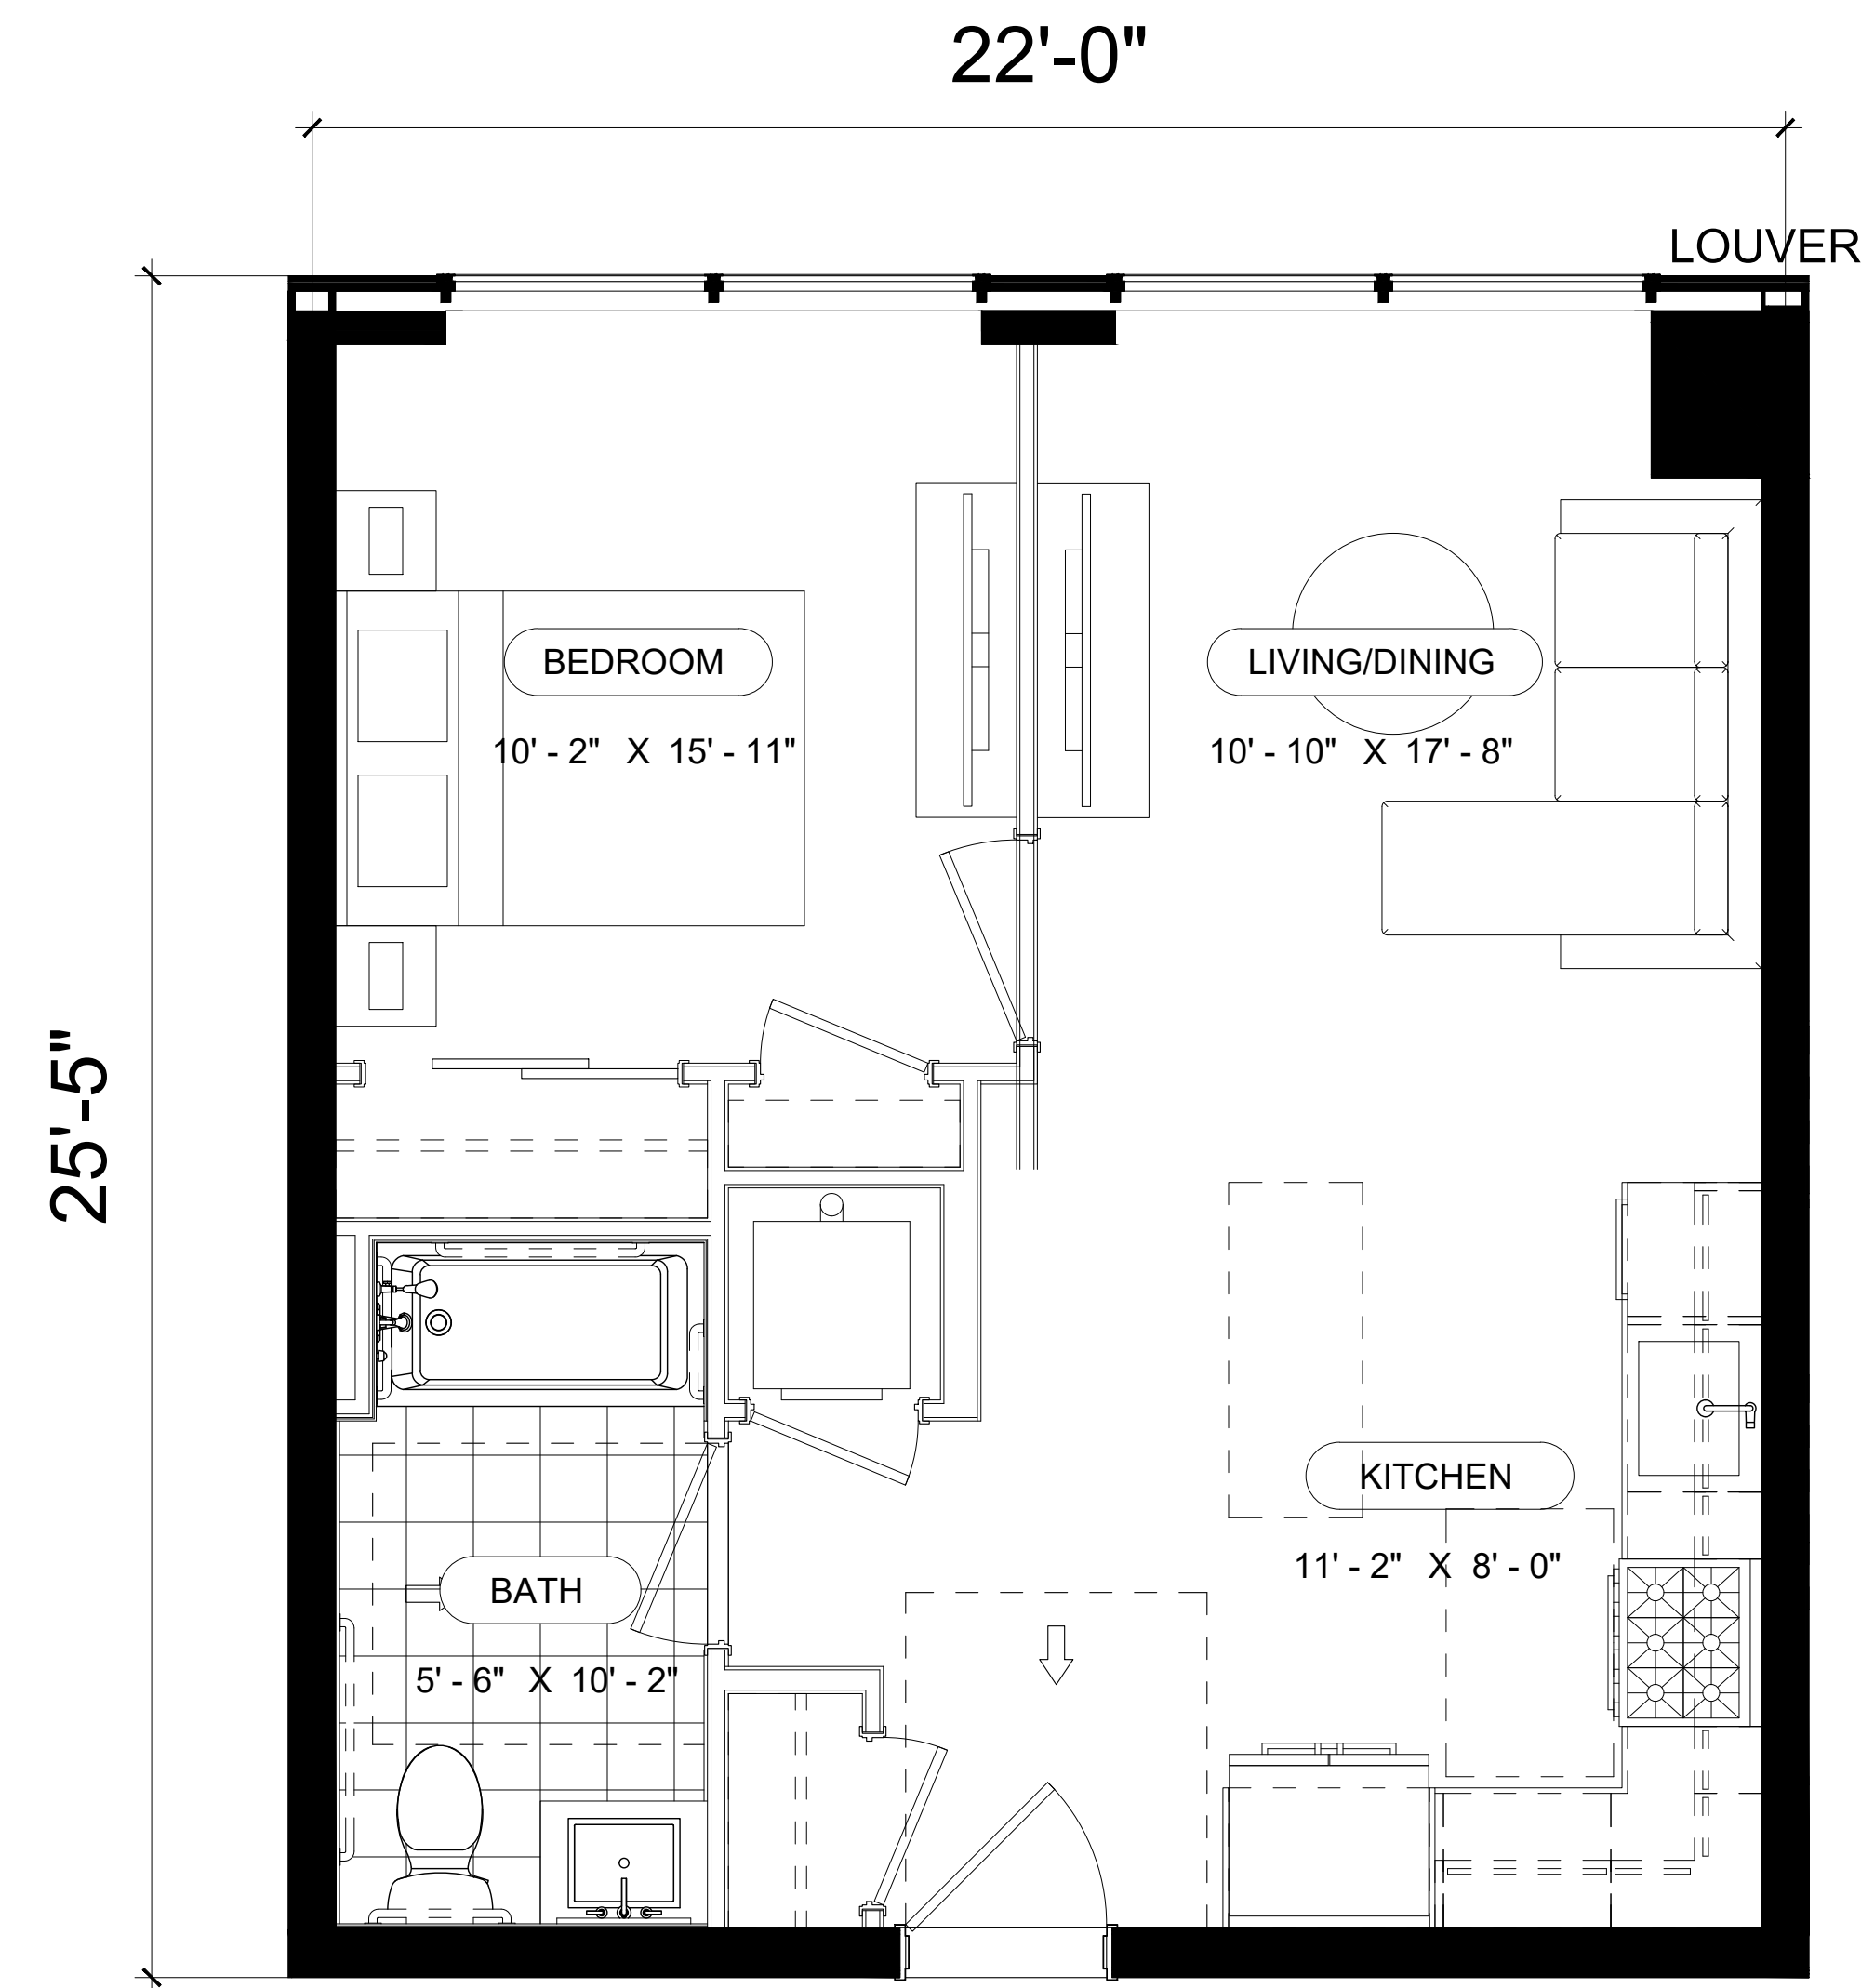 22'-0"
LOUVER
25'-5"
BEDROOM
10' - 2" X 15' - 11"
LIVING/DINING
10' - 10" X 17' - 8"
KITCHEN
11' - 2" X 8' - 0"
BATH
5' - 6" X 10' - 2"